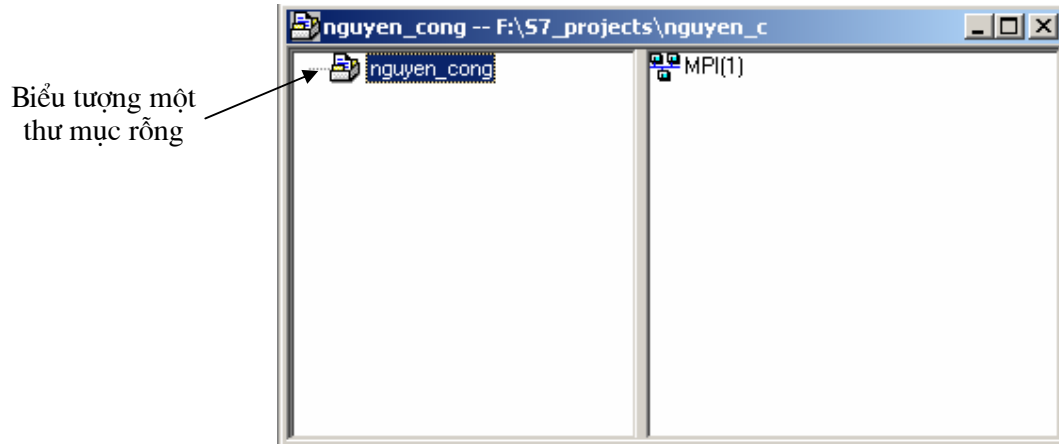 nguyen_cong -- F:\S7_projects\nguyen_c
nguyen_cong
MPI(1)
Biểu tượng một
thư mục rỗng